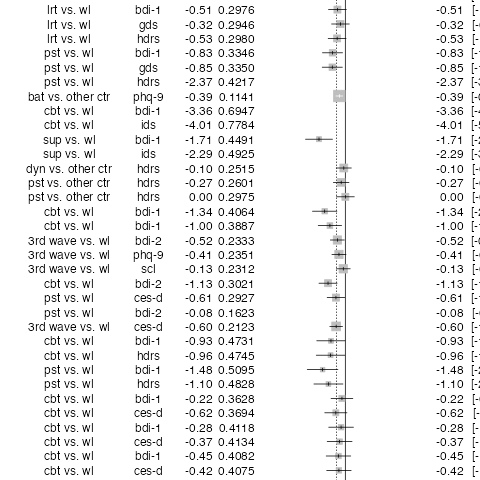 lrt vs. wl bdi-1 -0.51 0.2976 -0.51 [-
lrt vs. wl gds -0.32 0.2946 -0.32 [-
lrt vs. wl hdrs -0.53 0.2980 -0.53 [-
pst vs. wl bdi-1 -0.83 0.3346 -0.83 [-
pst vs. wl gds -0.85 0.3350 -0.85 [-
pst vs. wl hdrs -2.37 0.4217 -2.37 [-
bat vs. other ctr phq-9 -0.39 0.1141 -0.39 [-
cbt vs. wl bdi-1 -3.36 0.6947 -3.36 [-
cbt vs. wl ids -4.01 0.7784 -4.01 [-
sup vs. wl bdi-1 -1.71 0.4491 -1.71 [-
sup vs. wl ids -2.29 0.4925 -2.29 [-
dyn vs. other ctr hdrs -0.10 0.2515 -0.10 [-
pst vs. other ctr hdrs -0.27 0.2601 -0.27 [-
pst vs. other ctr hdrs 0.00 0.2975 0.00 [-
cbt vs. wl bdi-1 -1.34 0.4064 -1.34 [-
cbt vs. wl bdi-1 -1.00 0.3887 -1.00 [-
3rd wave vs. wl bdi-2 -0.52 0.2333 -0.52 [-
3rd wave vs. wl phq-9 -0.41 0.2351 -0.41 [-
3rd wave vs. wl scl -0.13 0.2312 -0.13 [-
cbt vs. wl bdi-2 -1.13 0.3021 -1.13 [-
pst vs. wl ces-d -0.61 0.2927 -0.61 [-
pst vs. wl bdi-2 -0.08 0.1623 -0.08 [-
3rd wave vs. wl ces-d -0.60 0.2123 -0.60 [-
cbt vs. wl bdi-1 -0.93 0.4731 -0.93 [-
cbt vs. wl hdrs -0.96 0.4745 -0.96 [-
pst vs. wl bdi-1 -1.48 0.5095 -1.48 [-
pst vs. wl hdrs -1.10 0.4828 -1.10 [-
cbt vs. wl bdi-1 -0.22 0.3628 -0.22 [-
cbt vs. wl ces-d -0.62 0.3694 -0.62 [-
cbt vs. wl bdi-1 -0.28 0.4118 -0.28 [-
cbt vs. wl ces-d -0.37 0.4134 -0.37 [-
cbt vs. wl bdi-1 -0.45 0.4082 -0.45 [-
cbt vs. wl ces-d -0.42 0.4075 -0.42 [-